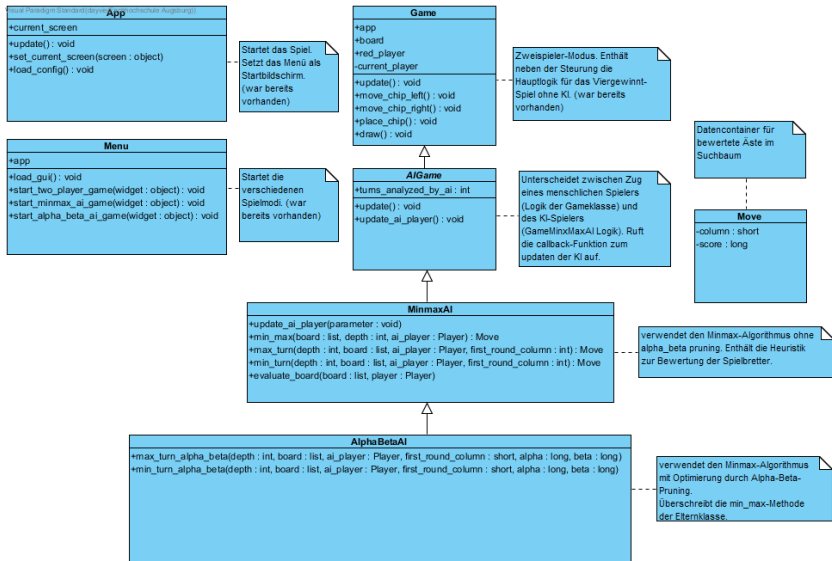 Visual Paradigm Standard(dayve(Hochschule Augsburg))
App
+current_screen
+update() : void
+set_current_screen(screen : object)
+load_config() : void
Startet das Spiel.
Setzt das Menü als
Startbildschirm.
(war bereits
vorhanden)
Game
+app
+board
+red_player
-current_player
+update() : void
+move_chip_left() : void
+move_chip_right() : void
+place_chip() : void
+draw() : void
Zweispieler-Modus. Enthält
neben der Steurung die
Hauptlogik für das Viergewinnt-
Spiel ohne KI. (war bereits
vorhanden)
Menu
+app
+load_gui() : void
+start_two_player_game(widget : object) : void
+start_minmax_ai_game(widget : object) : void
+start_alpha_beta_ai_game(widget : object) : void
Startet die
verschiedenen
Spielmodi. (war
bereits vorhanden)
AIGame
+turns_analyzed_by_ai : int
+update() : void
+update_ai_player() : void
Unterscheidet zwischen Zug
eines menschlichen Spielers
(Logik der Gameklasse) und
des KI-Spielers
(GameMinxMaxAI Logik). Ruft
die callback-Funktion zum
updaten der KI auf.
Datencontainer für
bewertete Äste im
Suchbaum
Move
-column : short
-score : long
MinmaxAI
+update_ai_player(parameter : void)
+min_max(board : list, depth : int, ai_player : Player) : Move
+max_turn(depth : int, board : list, ai_player : Player, first_round_column : int) : Move
+min_turn(depth : int, board : list, ai_player : Player, first_round_column : int) : Move
+evaluate_board(board : list, player : Player)
verwendet den Minmax-Algorithmus ohne
alpha_beta pruning. Enthält die Heuristik
zur Bewertung der Spielbretter.
AlphaBetaAI
+max_turn_alpha_beta(depth : int, board : list, ai_player : Player, first_round_column : short, alpha : long, beta : long)
+min_turn_alpha_beta(depth : int, board : list, ai_player : Player, first_round_column : short, alpha : long, beta : long)
verwendet den Minmax-Algorithmus
mit Optimierung durch Alpha-Beta-
Pruning.
Überschreibt die min_max-Methode
der Elternklasse.